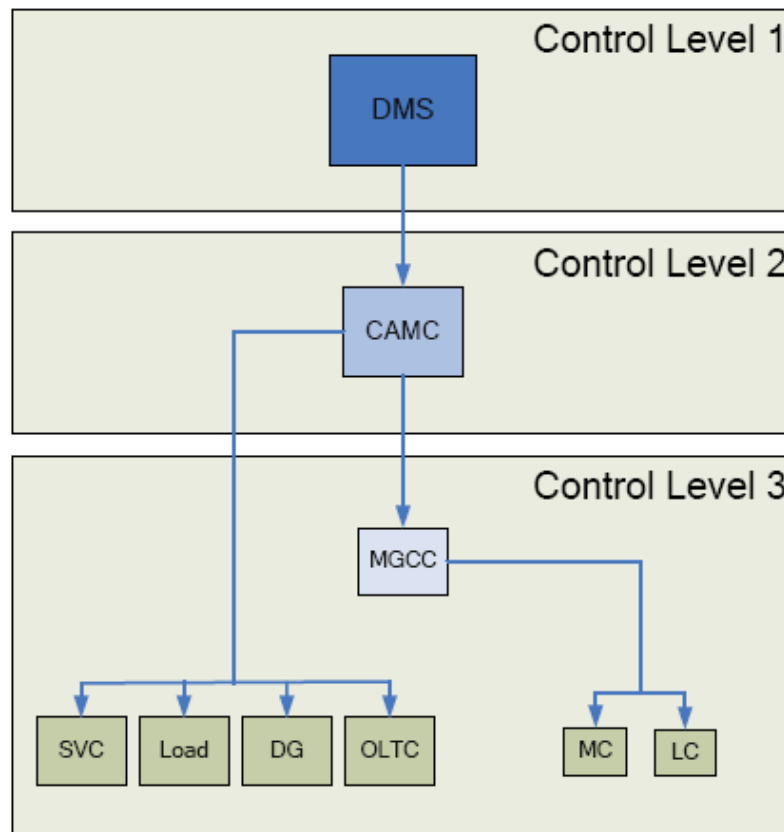 Control Level 1
DMS
Control Level 2
CAMC
Control Level 3
MGCC
SVC
Load
DG
OLTC
MC
LC